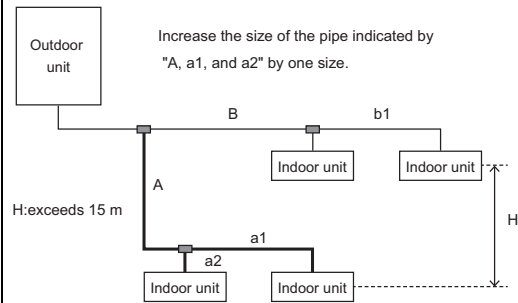 Outdoor
unit
Increase the size of the pipe indicated by
"A, a1, and a2" by one size.
B
b1
Indoor unit
Indoor unit
A
H:exceeds 15 m
H
a1
a2
Indoor unit
Indoor unit